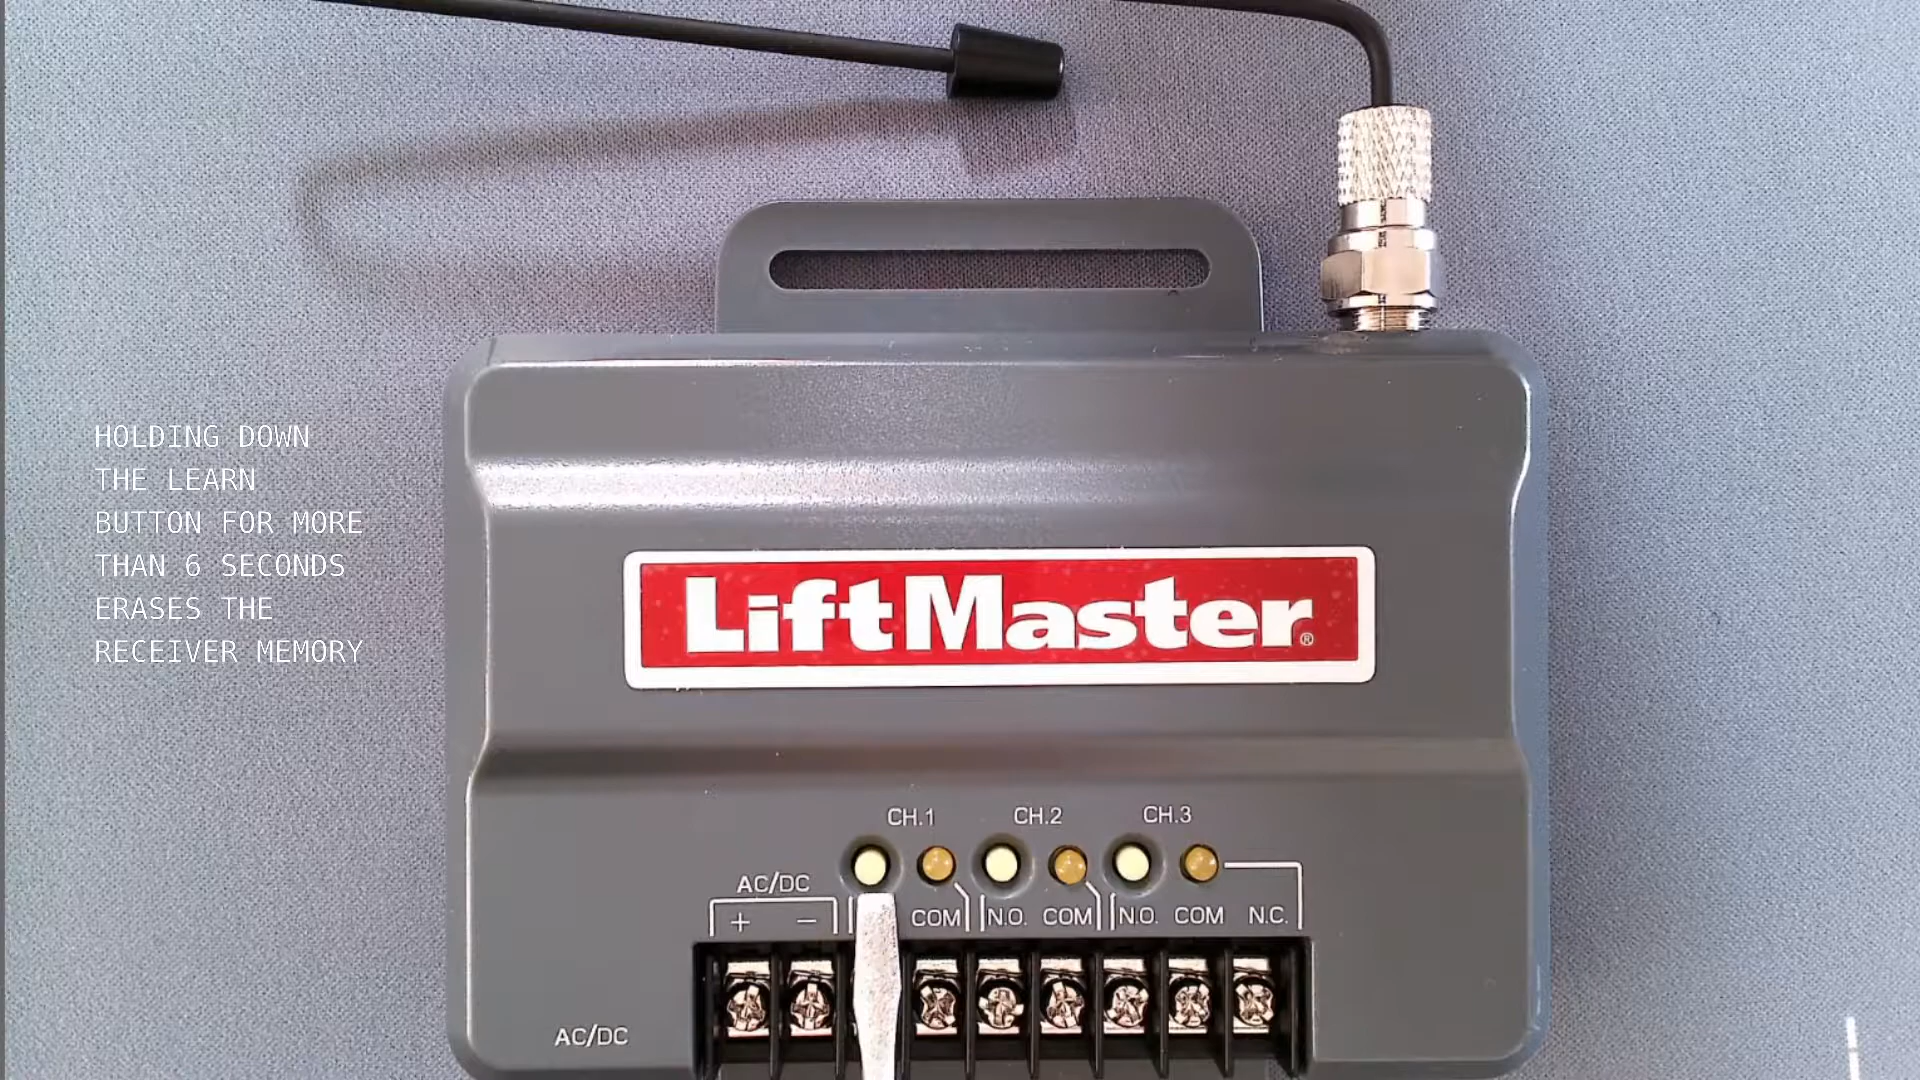 HOLDING DOWN
THE LEARN
BUTTON FOR MORE
THAN 6 SECONDS
ERASES THE
RECEIVER MEMORY
LiftMaster®
CH.1 CH.2 CH.3
AC/DC
+ − COM N.O. COM N.O. COM N.C.
AC/DC